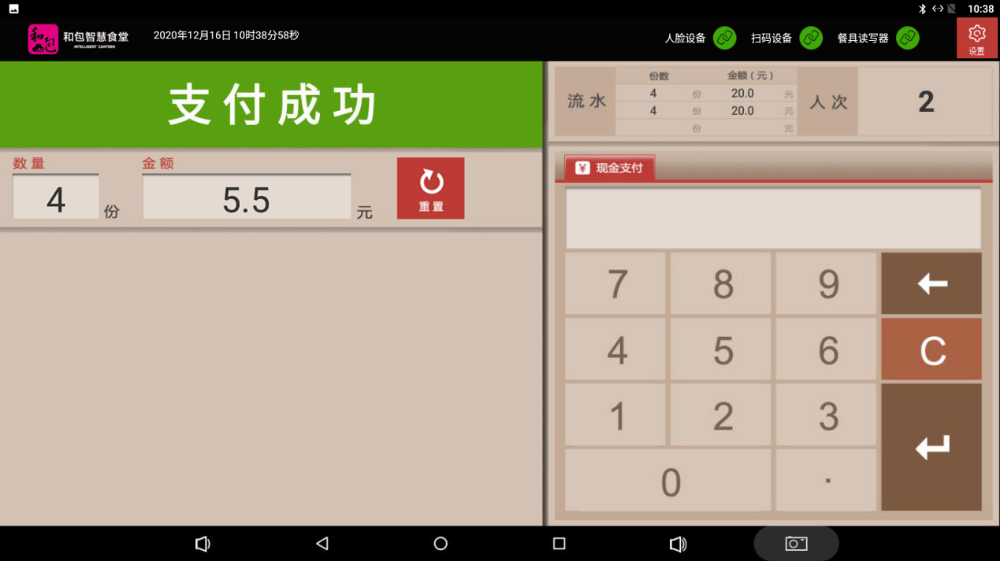 10:38
和包
和包智慧食堂
INTELLIGENT CANTEEN
2020年12月16日 10时38分58秒
人脸设备
扫码设备
餐具读写器
设置
支付成功
数量
金额
4
份
5.5
元
重置
流水
份数
金额(元)
4 份 20.0 元
4 份 20.0 元
份 元
人次
2
¥ 现金支付
7 8 9
4 5 6 C
1 2 3
0 .